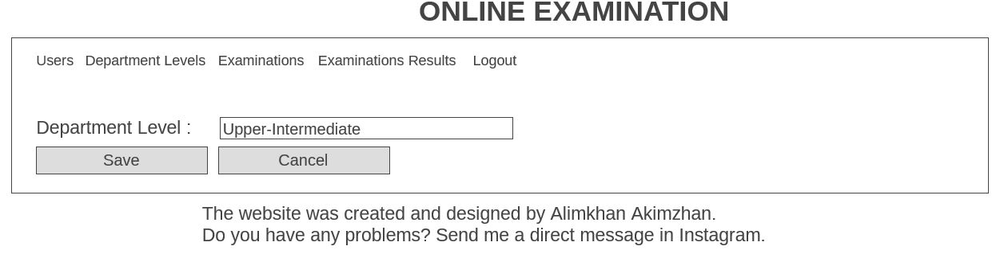 ONLINE EXAMINATION
Users Department Levels Examinations Examinations Results Logout
Department Level : Upper-Intermediate
Save Cancel
The website was created and designed by Alimkhan Akimzhan.
Do you have any problems? Send me a direct message in Instagram.